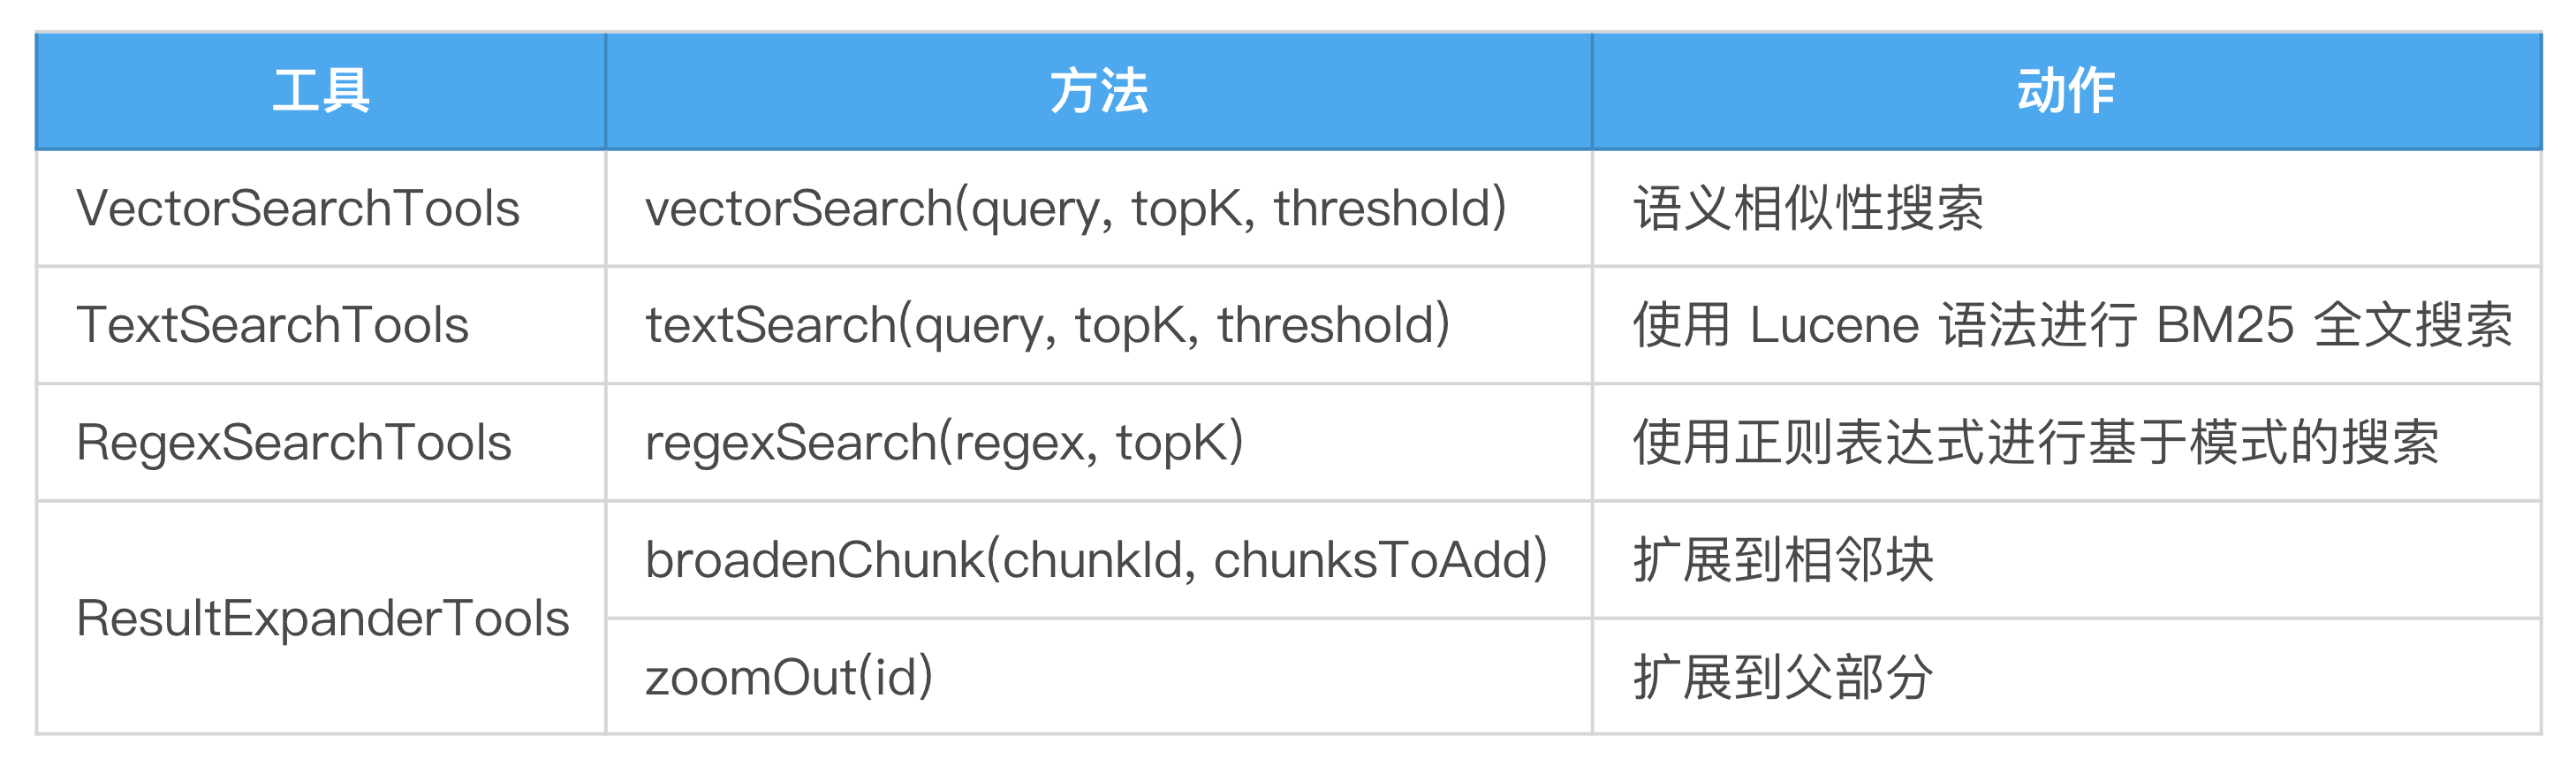 工具 方法 动作
VectorSearchTools vectorSearch(query, topK, threshold) 语义相似性搜索
TextSearchTools textSearch(query, topK, threshold) 使用 Lucene 语法进行 BM25 全文搜索
RegexSearchTools regexSearch(regex, topK) 使用正则表达式进行基于模式的搜索
ResultExpanderTools broadenChunk(chunkId, chunksToAdd) 扩展到相邻块
zoomOut(id) 扩展到父部分